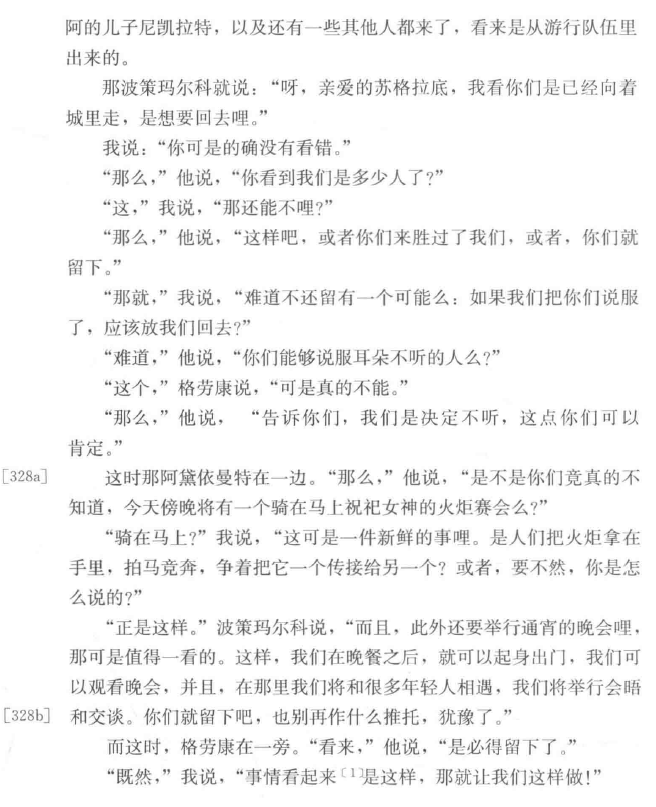 阿的儿子尼凯拉特，以及还有一些其他人都来了，看来是从游行队伍里
出来的。
那波策玛尔科就说：“呀，亲爱的苏格拉底，我看你们是已经向着
城里走，是想要回去哩。”
我说：“你可是的确没有看错。”
“那么，”他说，“你看到我们是多少人了?”
“这，”我说，“那还能不哩?”
“那么，”他说，“这样吧，或者你们来胜过了我们，或者，你们就
留下。”
“那就，”我说，“难道不还留有一个可能么：如果我们把你们说服
了，应该放我们回去?”
“难道，”他说，“你们能够说服耳朵不听的人么?”
“这个，”格劳康说，“可是真的不能。”
“那么，”他说， “告诉你们，我们是决定不听，这点你们可以
肯定。”
[328a] 这时那阿黛依曼特在一边。“那么，”他说，“是不是你们竟真的不
知道，今天傍晚将有一个骑在马上祝祀女神的火炬赛会么?”
“骑在马上?”我说，“这可是一件新鲜的事哩。是人们把火炬拿在
手里，拍马竞奔，争着把它一个传接给另一个？或者，要不然，你是怎
么说的?”
“正是这样。”波策玛尔科说，“而且，此外还要举行通宵的晚会哩，
那可是值得一看的。这样，我们在晚餐之后，就可以起身出门，我们可
以观看晚会，并且，在那里我们将和很多年轻人相遇，我们将举行会晤
[328b] 和交谈。你们就留下吧，也别再作什么推托，犹豫了。”
而这时，格劳康在一旁。“看来，”他说，“是必得留下了。”
“既然，”我说，“事情看起来〔1〕是这样，那就让我们这样做!”